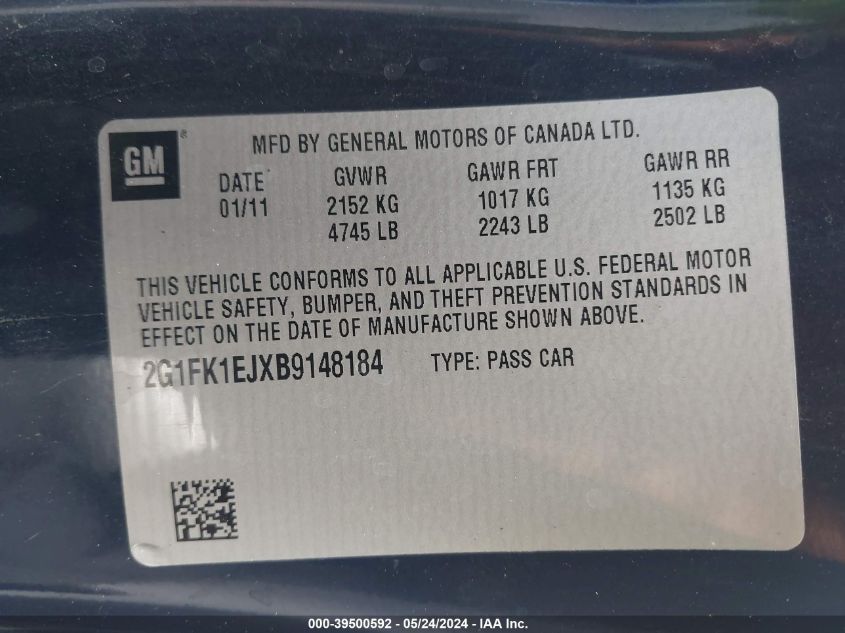 GM®
MFD BY GENERAL MOTORS OF CANADA LTD.
DATE GVWR GAWR FRT GAWR RR
01/11 2152 KG 1017 KG 1135 KG
4745 LB 2243 LB 2502 LB
THIS VEHICLE CONFORMS TO ALL APPLICABLE U.S. FEDERAL MOTOR
VEHICLE SAFETY, BUMPER, AND THEFT PREVENTION STANDARDS IN
EFFECT ON THE DATE OF MANUFACTURE SHOWN ABOVE.
2G1FK1EJXB9148184 TYPE: PASS CAR
000-39500592 - 05/24/2024 - IAA Inc.